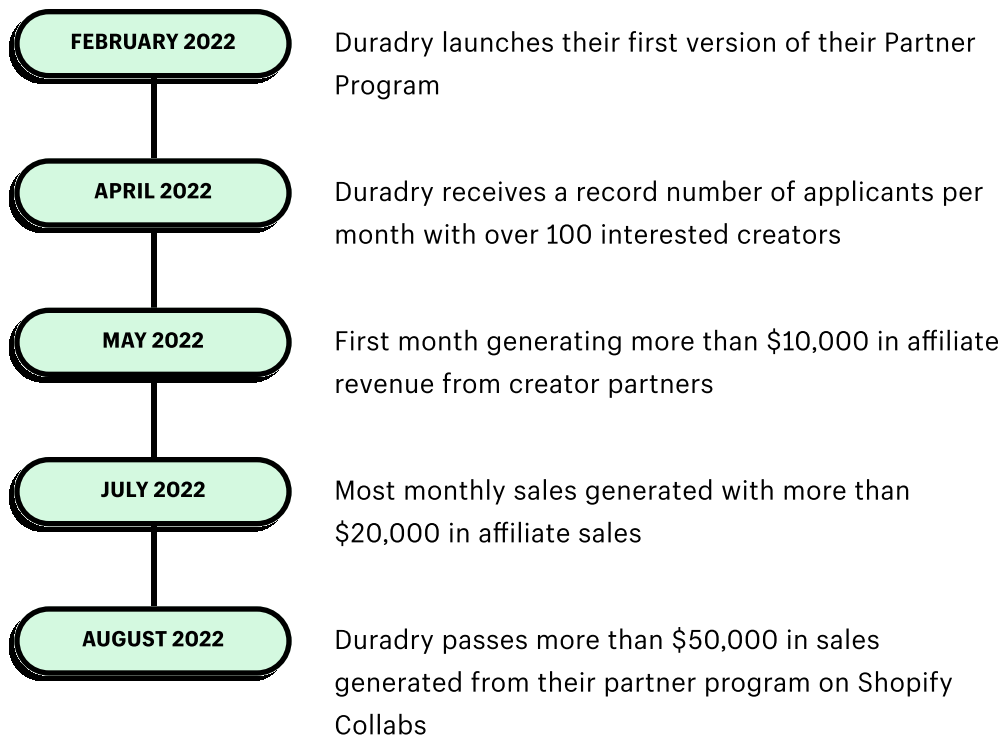 FEBRUARY 2022
Duradry launches their first version of their Partner
Program
APRIL 2022
Duradry receives a record number of applicants per
month with over 100 interested creators
MAY 2022
First month generating more than $10,000 in affiliate
revenue from creator partners
JULY 2022
Most monthly sales generated with more than
$20,000 in affiliate sales
AUGUST 2022
Duradry passes more than $50,000 in sales
generated from their partner program on Shopify
Collabs